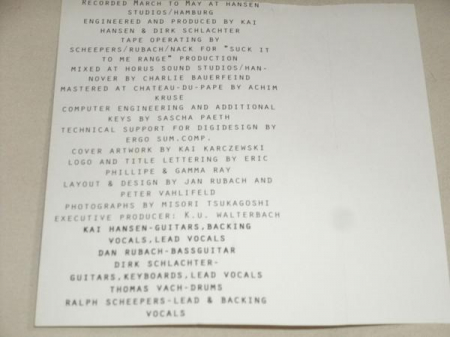 RECORDED MARCH TO MAY AT HANSEN
STUDIOS/HAMBURG
ENGINEERED AND PRODUCED BY KAI
HANSEN & DIRK SCHLACHTER
TAPE OPERATING BY
SCHEEPERS/RUBACH/NACK FOR "SUCK IT
TO ME RANGE" PRODUCTION
MIXED AT HORUS SOUND STUDIOS/HAN-
NOVER BY CHARLIE BAUERFEIND
MASTERED AT CHATEAU-DU-PAPE BY ACHIM
KRUSE
COMPUTER ENGINEERING AND ADDITIONAL
KEYS BY SASCHA PAETH
TECHNICAL SUPPORT FOR DIGIDESIGN BY
ERGO SUM.COMP.
COVER ARTWORK BY KAI KARCZEWSKI
LOGO AND TITLE LETTERING BY ERIC
PHILLIPE & GAMMA RAY
LAYOUT & DESIGN BY JAN RUBACH AND
PETER VAHLIFELD
PHOTOGRAPHS BY MISORI TSUKAGOSHI
EXECUTIVE PRODUCER: K.U. WALTERBACH
KAI HANSEN-GUITARS,BACKING
VOCALS,LEAD VOCALS
DAN RUBACH-BASSGUITAR
DIRK SCHLACHTER-
GUITARS,KEYBOARDS,LEAD VOCALS
THOMAS VACH-DRUMS
RALPH SCHEEPERS-LEAD & BACKING
VOCALS